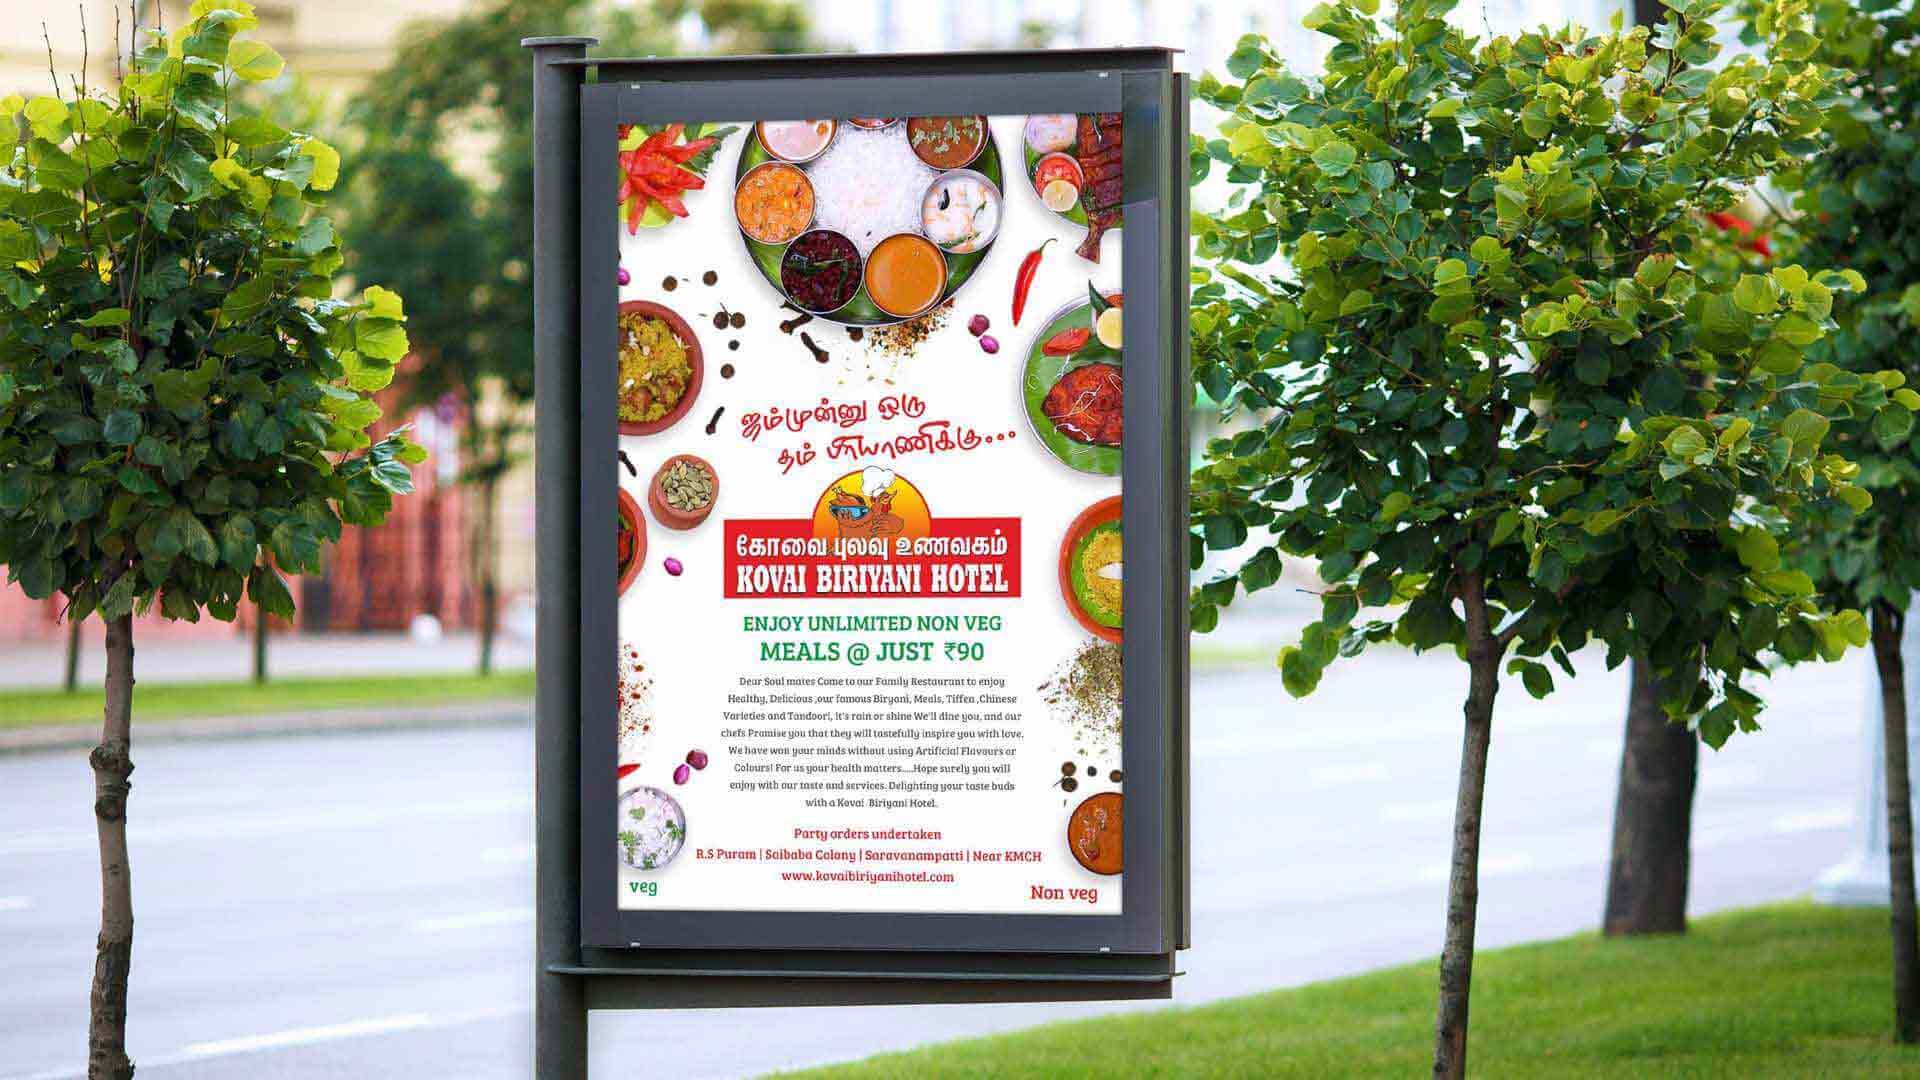 ஜம்முன்னு ஒரு
தம் பிரியாணிக்கு...
கோவை புலவு உணவகம்
KOVAI BIRIYANI HOTEL
ENJOY UNLIMITED NON VEG
MEALS @ JUST ₹90
Dear Soul mates Come to our Family Restaurant to enjoy
Healthy, Delicious ,our famous Biryani, Meals, Tiffen ,Chinese
Varieties and Tandoori, it's rain or shine We'll dine you, and our
chefs Promise you that they will tastefully inspire you with love.
We have won your minds without using Artificial Flavours or
Colours! For us your health matters.....Hope surely you will
enjoy with our taste and services. Delighting your taste buds
with a Kovai Biriyani Hotel.
Party orders undertaken
R.S Puram | Saibaba Colony | Saravanampatti | Near KMCH
www.kovaibiriyanihotel.com
veg
Non veg